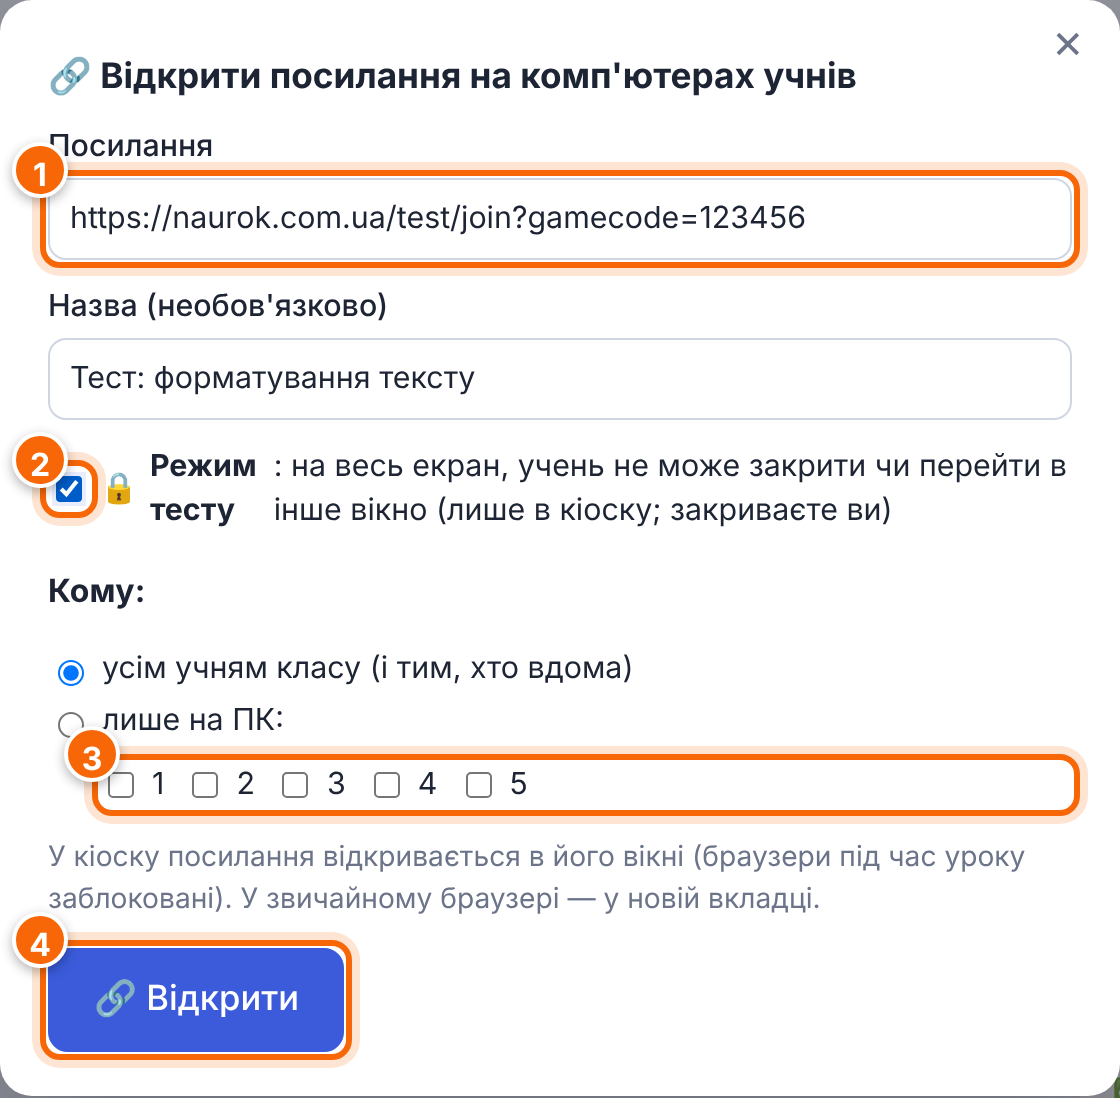 🔗 Відкрити посилання на комп'ютерах учнів
Посилання
1
https://naurok.com.ua/test/join?gamecode=123456
Назва (необов'язково)
Тест: форматування тексту
2
🔒 Режим тесту : на весь екран, учень не може закрити чи перейти в
інше вікно (лише в кіоску; закриваєте ви)
Кому:
усім учням класу (і тим, хто вдома)
лише на ПК:
3
1 2 3 4 5
У кіоску посилання відкривається в його вікні (браузери під час уроку
заблоковані). У звичайному браузері — у новій вкладці.
4
🔗 Відкрити